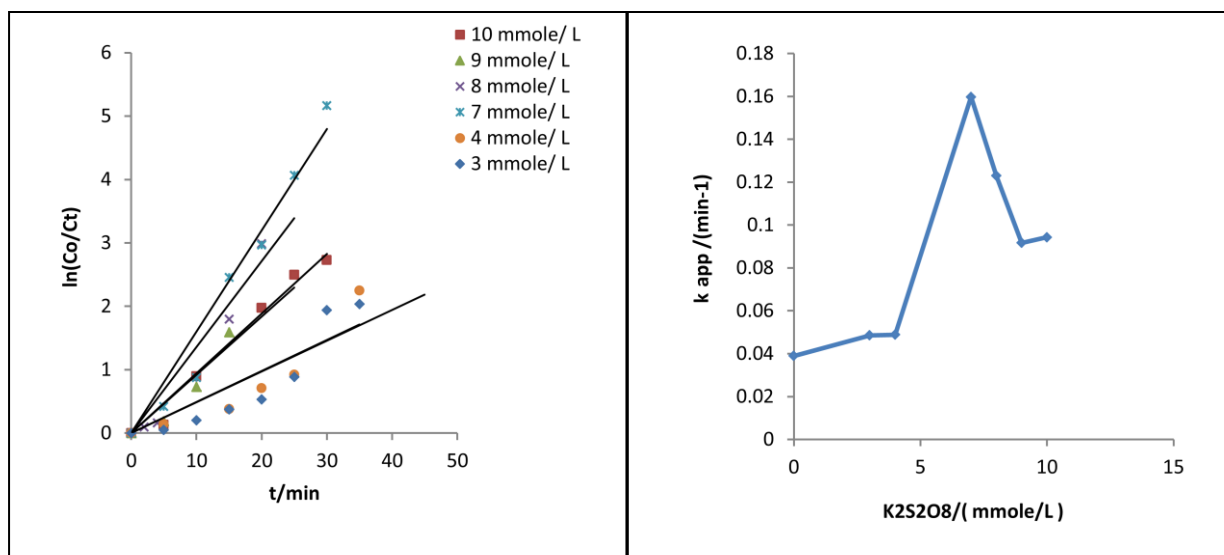 10 mmole/ L
9 mmole/ L
8 mmole/ L
7 mmole/ L
4 mmole/ L
3 mmole/ L
6
5
4
3
2
1
0
0 10 20 30 40 50
ln(Co/Ct)
t/min
0.18
0.16
0.14
0.12
0.1
0.08
0.06
0.04
0.02
0
0 5 10 15
k app /(min-1)
K2S2O8/( mmole/L )